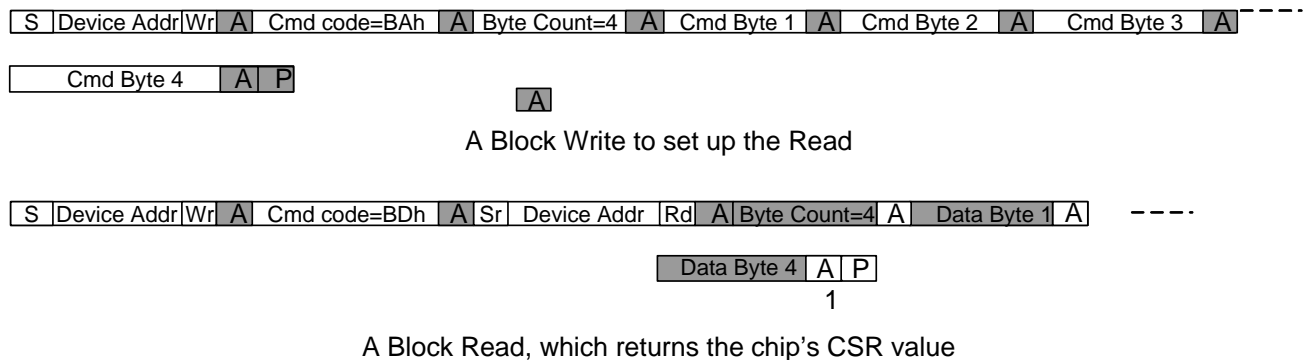 S Device Addr Wr A Cmd code=BAh A Byte Count=4 A Cmd Byte 1 A Cmd Byte 2 A Cmd Byte 3 A
Cmd Byte 4 A P
A
A Block Write to set up the Read
S Device Addr Wr A Cmd code=BDh A Sr Device Addr Rd A Byte Count=4 A Data Byte 1 A
Data Byte 4 A P
1
A Block Read, which returns the chip's CSR value